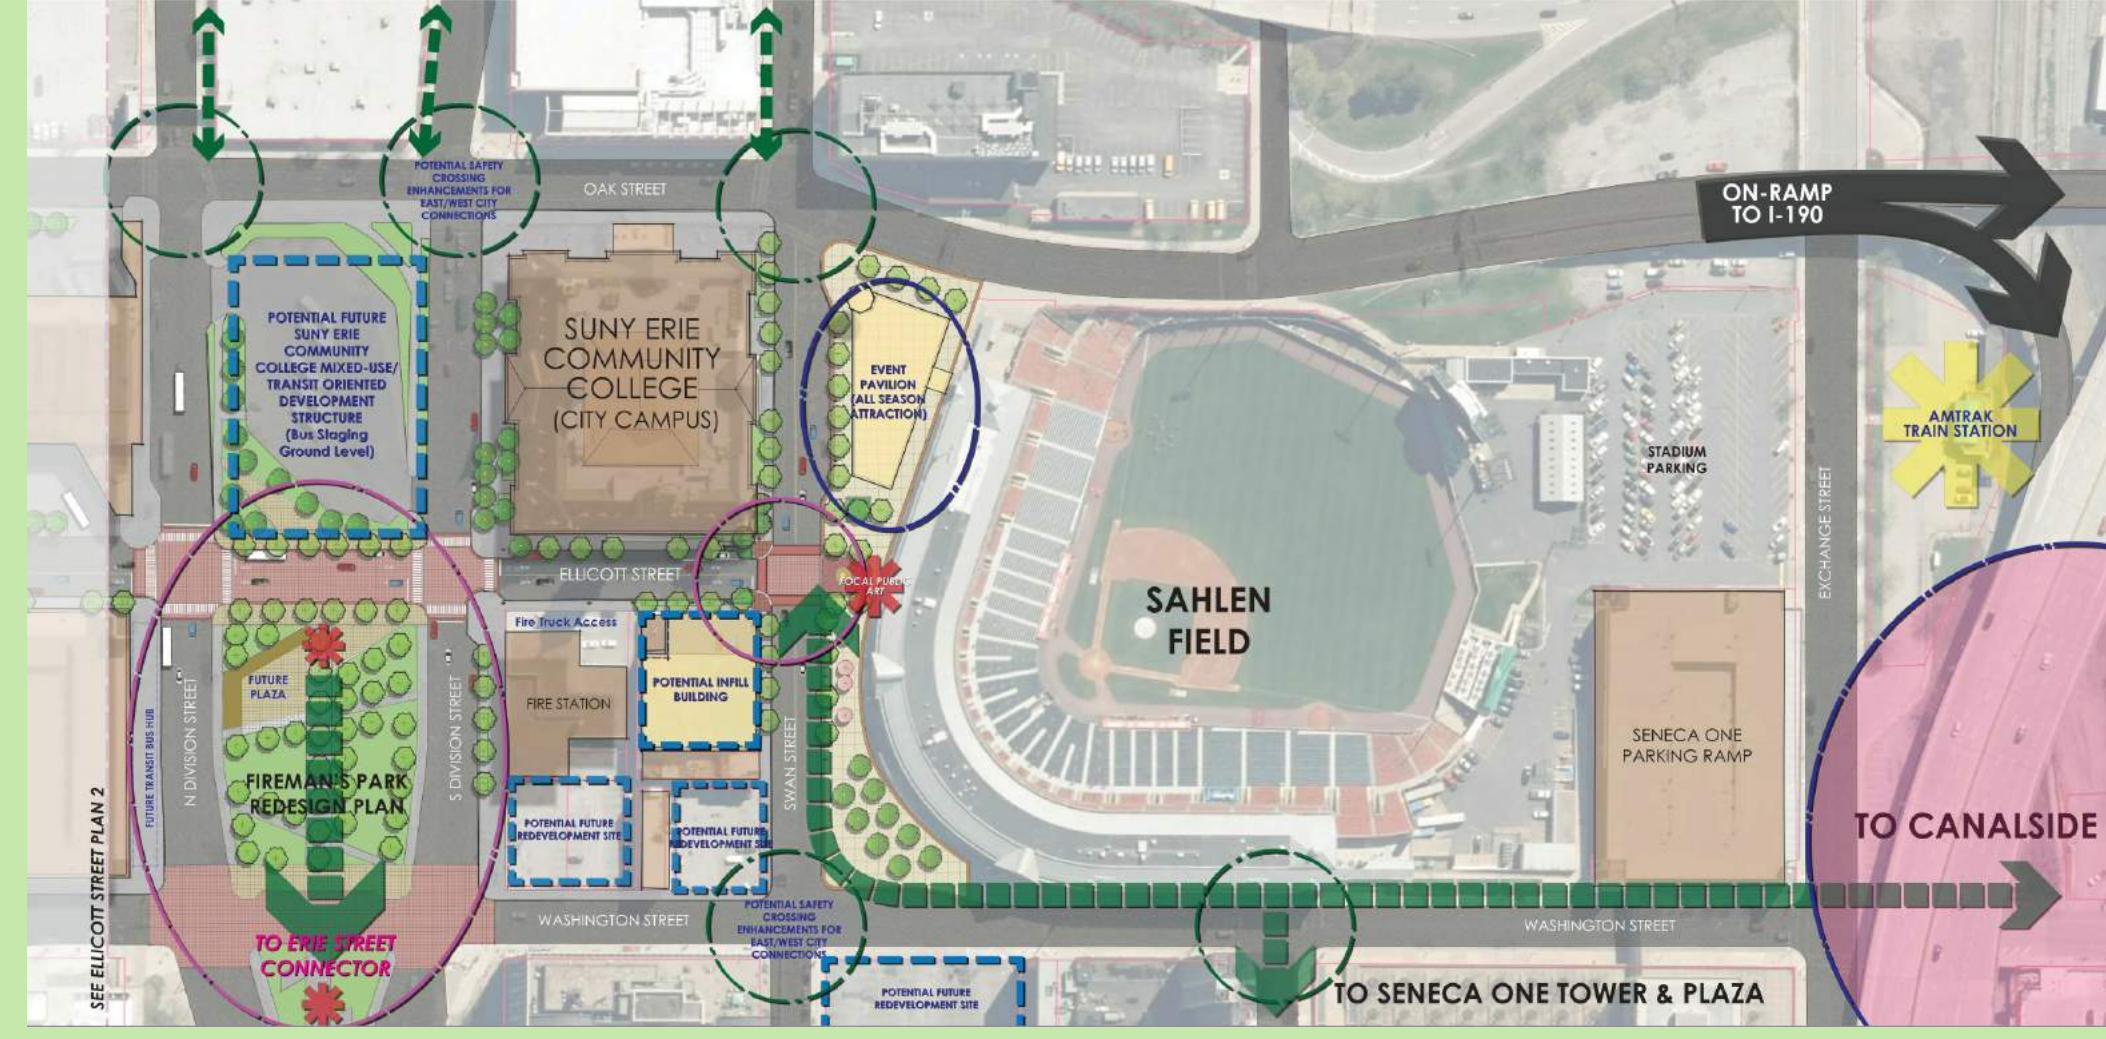 POTENTIAL SAFETY
CROSSING
ENHANCEMENTS FOR
EAST/WEST CITY
CONNECTIONS
OAK STREET
ON-RAMP
TO I-190
POTENTIAL FUTURE
SUNY ERIE
COMMUNITY
COLLEGE MIXED-USE/
TRANSIT ORIENTED
DEVELOPMENT
STRUCTURE
(Bus Staging
Ground Level)
SUNY ERIE
COMMUNITY
COLLEGE
(CITY CAMPUS)
EVENT
PAVILION
(ALL SEASON
ATTRACTION)
STADIUM
PARKING
AMTRAK
TRAIN STATION
EXCHANGE STREET
ELLICOTT STREET
FOCAL PUBLIC
ART
SAHLEN
FIELD
Fire Truck Access
FUTURE
PLAZA
POTENTIAL INFILL
BUILDING
FIRE STATION
N DIVISION STREET
S DIVISION STREET
SWAN STREET
FUTURE TRANSIT BUS HUB
SEE ELLICOTT STREET PLAN 2
FIREMAN'S PARK
REDESIGN PLAN
SENECA ONE
PARKING RAMP
POTENTIAL FUTURE
REDEVELOPMENT SITE
POTENTIAL FUTURE
REDEVELOPMENT SITE
TO CANALSIDE
WASHINGTON STREET
POTENTIAL SAFETY
CROSSING
ENHANCEMENTS FOR
EAST/WEST CITY
CONNECTIONS
WASHINGTON STREET
TO ERIE STREET
CONNECTOR
POTENTIAL FUTURE
REDEVELOPMENT SITE
TO SENECA ONE TOWER & PLAZA